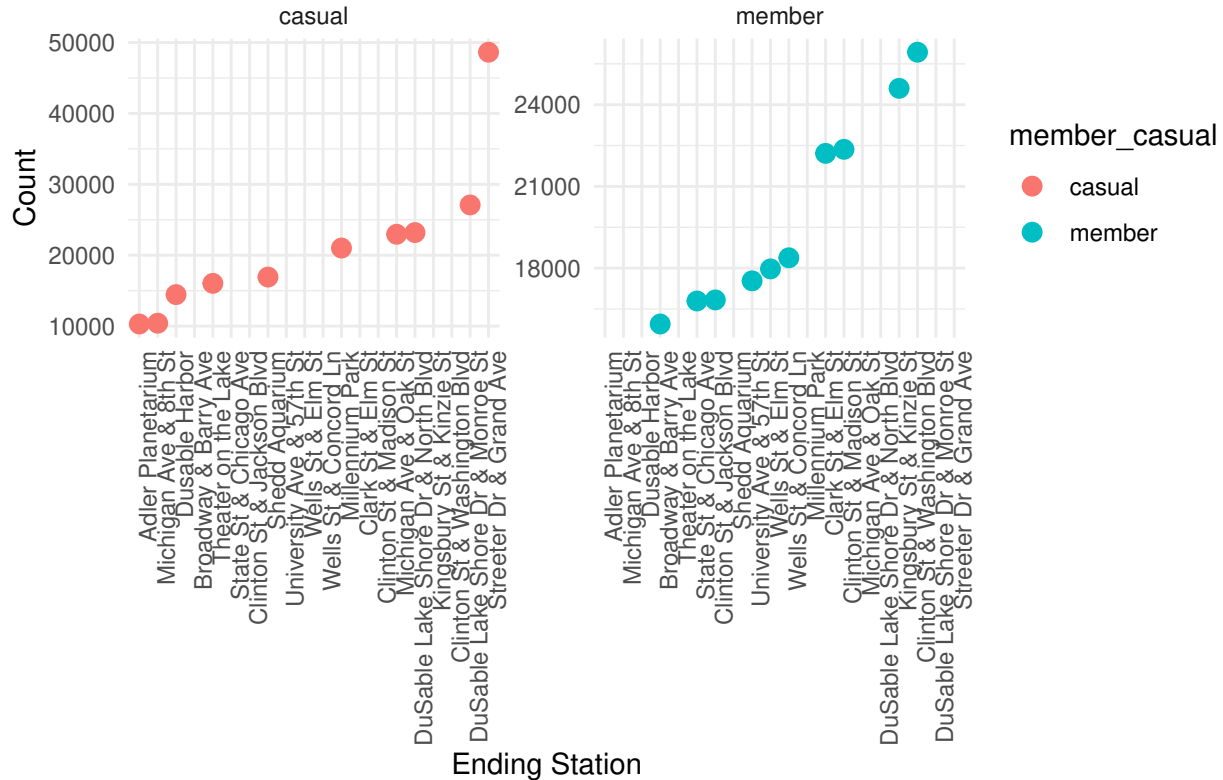 casual
member
50000
40000
30000
20000
10000
24000
21000
18000
Count
Adler Planetarium
Michigan Ave & 8th St
Dusable Harbor
Broadway & Barry Ave
Theater on the Lake
State St & Chicago Ave
Clinton St & Jackson Blvd
Shedd Aquarium
University Ave & 57th St
Wells St & Elm St
Wells St & Concord Ln
Millennium Park
Clark St & Elm St
Clinton St & Madison St
Michigan Ave & Oak St
DuSable Lake Shore Dr & North Blvd
Kingsbury St & Kinzie St
Clinton St & Washington Blvd
DuSable Lake Shore Dr & Monroe St
Streeter Dr & Grand Ave
Adler Planetarium
Michigan Ave & 8th St
Dusable Harbor
Broadway & Barry Ave
Theater on the Lake
State St & Chicago Ave
Clinton St & Jackson Blvd
Shedd Aquarium
University Ave & 57th St
Wells St & Elm St
Wells St & Concord Ln
Millennium Park
Clark St & Elm St
Clinton St & Madison St
Michigan Ave & Oak St
DuSable Lake Shore Dr & North Blvd
Kingsbury St & Kinzie St
Clinton St & Washington Blvd
DuSable Lake Shore Dr & Monroe St
Streeter Dr & Grand Ave
Ending Station
member_casual
casual
member